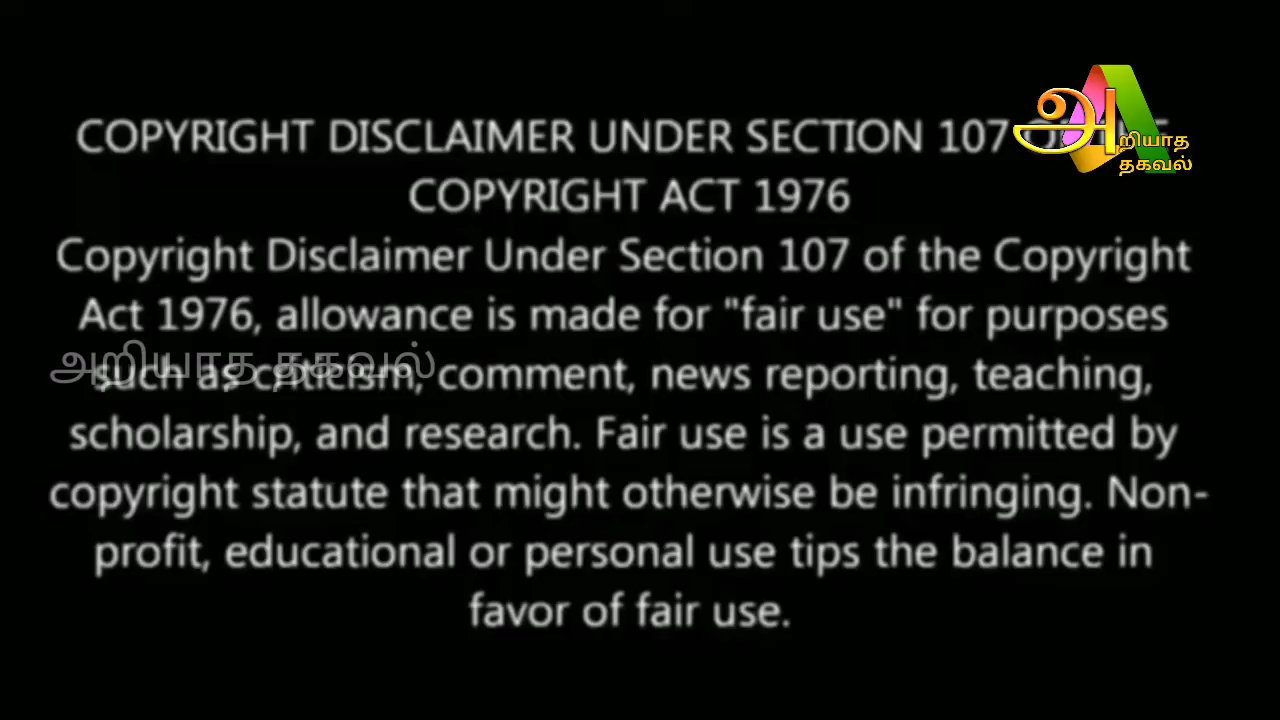 COPYRIGHT DISCLAIMER UNDER SECTION 107
COPYRIGHT ACT 1976
Copyright Disclaimer Under Section 107 of the Copyright
Act 1976, allowance is made for "fair use" for purposes
such as criticism, comment, news reporting, teaching,
scholarship, and research. Fair use is a use permitted by
copyright statute that might otherwise be infringing. Non-
profit, educational or personal use tips the balance in
favor of fair use.
அறியாத
தகவல்
அறியாத தகவல்